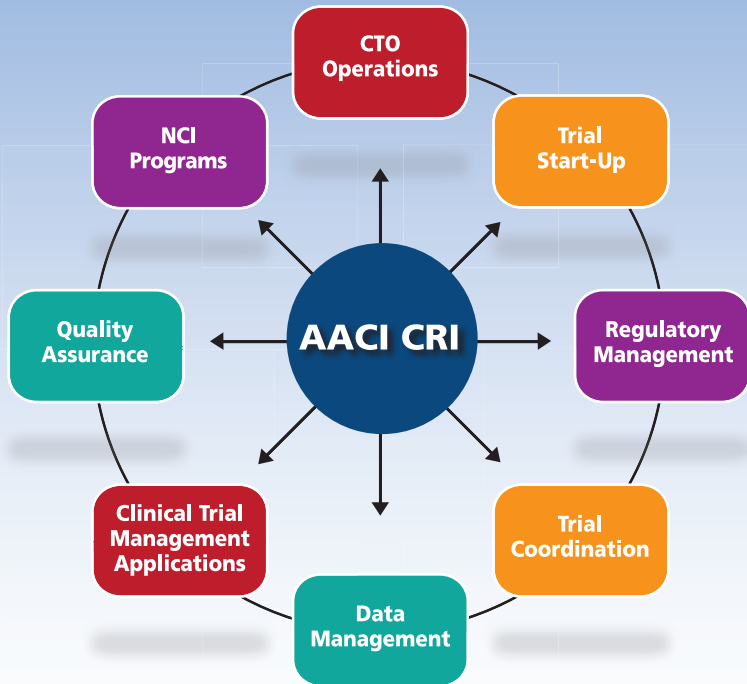 CTO
Operations
NCI
Programs
Trial
Start-Up
Quality
Assurance
AACI CRI
Regulatory
Management
Clinical Trial
Management
Applications
Trial
Coordination
Data
Management